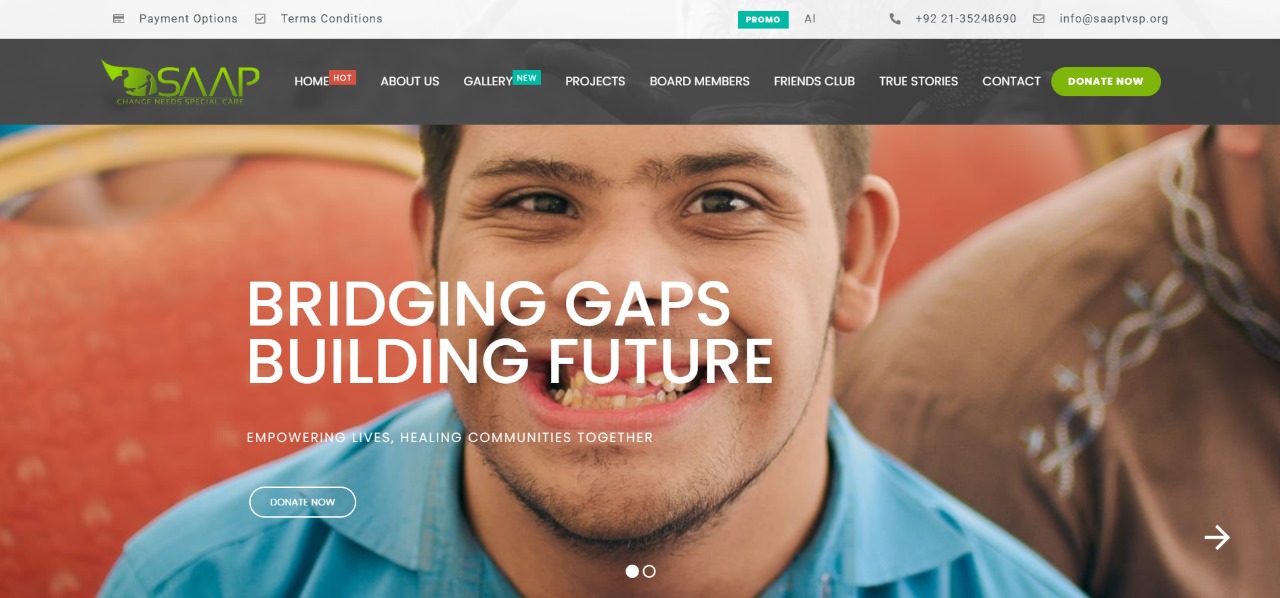 Payment Options
Terms Conditions
PROMO
AI
+92 21-35248690
info@saaptvsp.org
SAAP
CHANGE NEEDS SPECIAL CARE
HOME HOT
ABOUT US
GALLERY NEW
PROJECTS
BOARD MEMBERS
FRIENDS CLUB
TRUE STORIES
CONTACT
DONATE NOW
BRIDGING GAPS
BUILDING FUTURE
EMPOWERING LIVES, HEALING COMMUNITIES TOGETHER
DONATE NOW